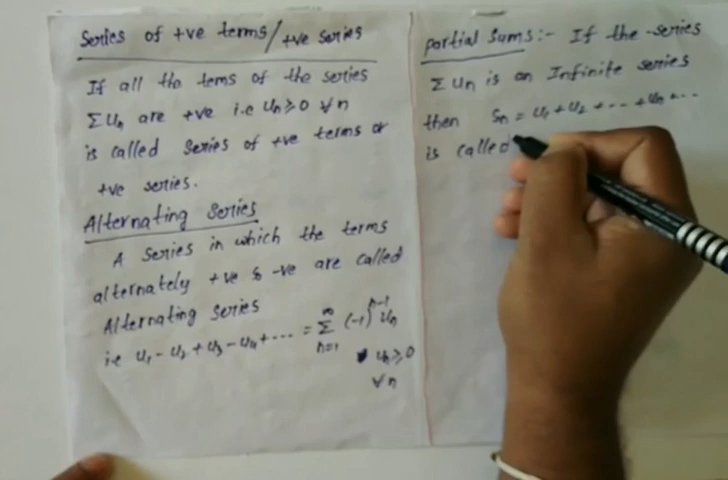 Series of +ve terms/+ve series
If all the tems of the series
Σ Un are +ve i.e Un ≥ 0 ∀ n
is called series of +ve terms or
+ve series.
Alternating Series
A series in which the terms
alternately +ve & -ve are called
Alternating series
i.e U₁ - U₂ + U₃ - U₄ + ---- = ∞ Σ n=1 (-1)ⁿ⁻¹ Un
Un ≥ 0
∀ n
partial sums :- If the series
Σ Un is an Infinite series
then Sn = U₁ + U₂ + --- + Un + --
is called